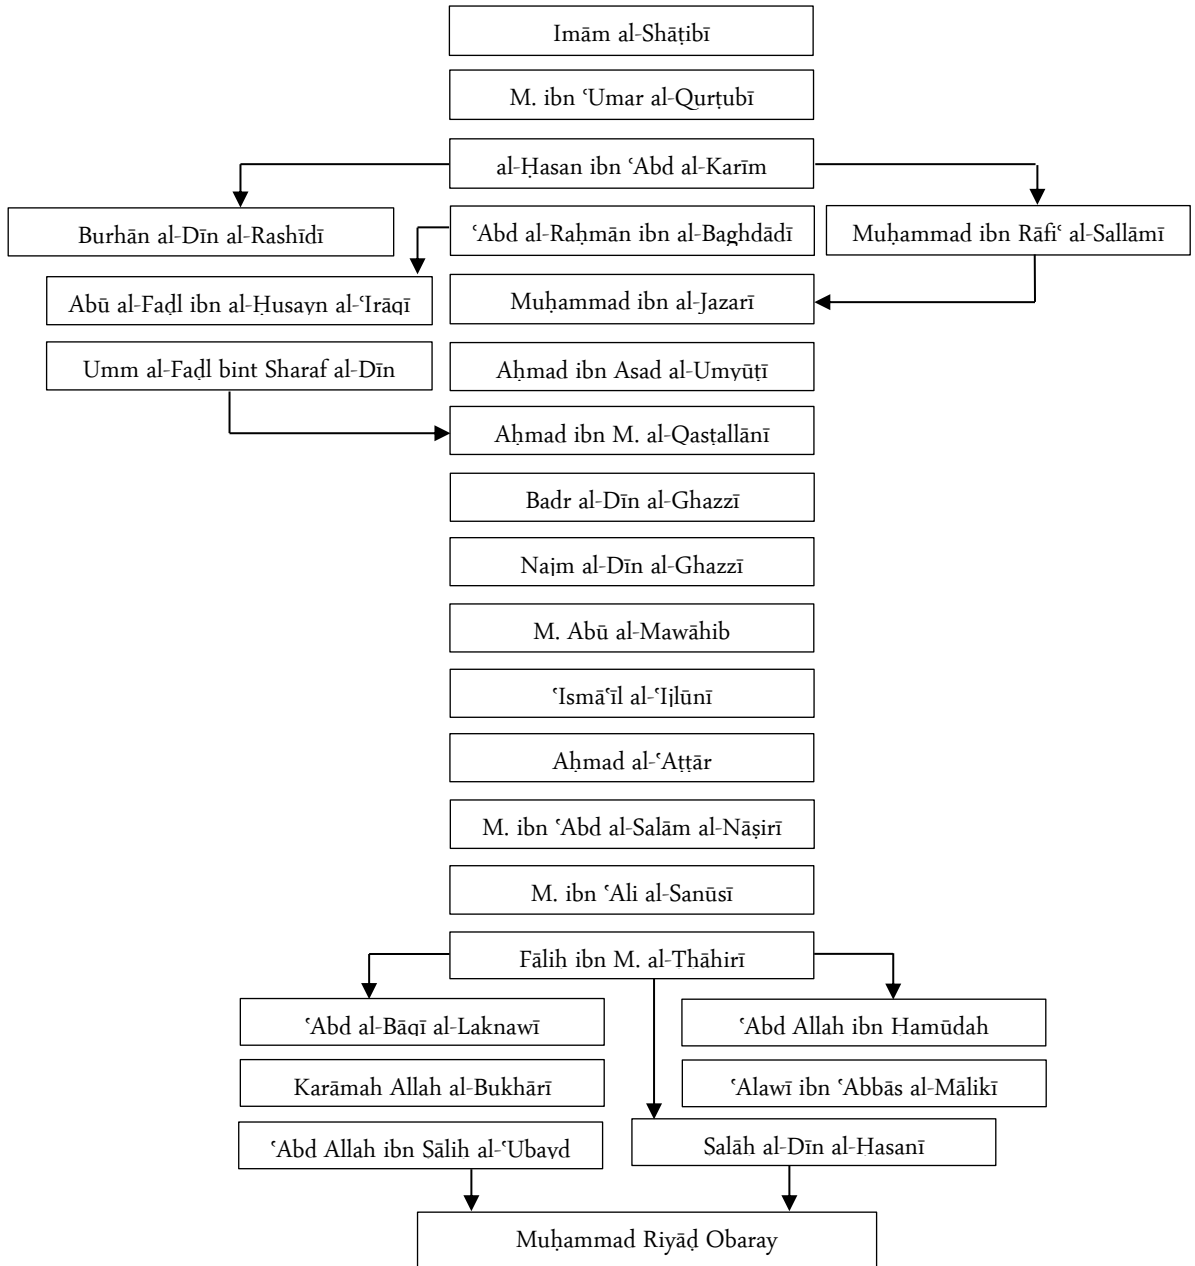 Imām al-Shāṭibī
M. ibn ʿUmar al-Qurṭubī
al-Ḥasan ibn ʿAbd al-Karīm
Burhān al-Dīn al-Rashīdī
ʿAbd al-Raḥmān ibn al-Baghdādī
Muḥammad ibn Rāfiʿ al-Sallāmī
Abū al-Faḍl ibn al-Ḥusayn al-ʿIrāqī
Muḥammad ibn al-Jazarī
Umm al-Faḍl bint Sharaf al-Dīn
Aḥmad ibn Asad al-Umyūṭī
Aḥmad ibn M. al-Qasṭallānī
Badr al-Dīn al-Ghazzī
Najm al-Dīn al-Ghazzī
M. Abū al-Mawāhib
ʿIsmāʿīl al-ʿIjlūnī
Aḥmad al-ʿAṭṭār
M. ibn ʿAbd al-Salām al-Nāṣirī
M. ibn ʿAli al-Sanūsī
Fāliḥ ibn M. al-Ṭḥāhirī
ʿAbd al-Bāqī al-Laknawī
ʿAbd Allah ibn Ḥamūdah
Karāmah Allah al-Bukhārī
ʿAlawī ibn ʿAbbās al-Mālikī
ʿAbd Allah ibn Ṣāliḥ al-ʿUbayd
Salāḥ al-Dīn al-Ḥasanī
Muḥammad Riyāḍ Obaray